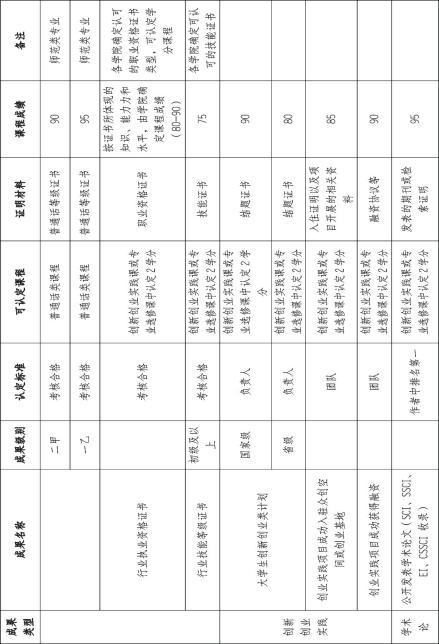 成果
类型
成果名称
成果级别
认定标准
可认定课程
证明材料
课程成绩
备注
二甲
考核合格
普通话类课程
普通话等级证书
90
师范类专业
一乙
考核合格
普通话类课程
普通话等级证书
95
师范类专业
行业执业资格证书
考核合格
创新创业实践课或专
业选修课中认定 2 学分
职业资格证书
按证书所体现的
知识、能力和
水平，由学院确
定课程成绩
(80-90)
各学院确定认可
的职业资格证书
类型，可认定学
分课程
行业技能等级证书
初级及以
上
考核合格
创新创业实践课或专
业选修课中认定 2 学分
技能证书
75
各学院确定可认
可的技能证书
创新
创业
实践
大学生创新创业类计划
国家级
负责人
创新创业实践课或专
业选修课中认定 2 学
分
结题证书
90
省级
负责人
创新创业实践课或专
业选修课中认定 2 学分
结题证书
80
创业实践项目成功入驻众创空
间或创业基地
团队
创新创业实践课或专
业选修课中认定 2 学分
入住证明以及项
目开展的相关资
料
85
创业实践项目成功获得融资
团队
创新创业实践课或专
业选修课中认定 2 学分
融资协议等
90
学术
论
公开发表学术论文（SCI、SSCI、
EI、CSSCI 收录）
作者中排名第一
创新创业实践课或专
业选修课中认定 2 学分
发表的期刊或检
索证明
95